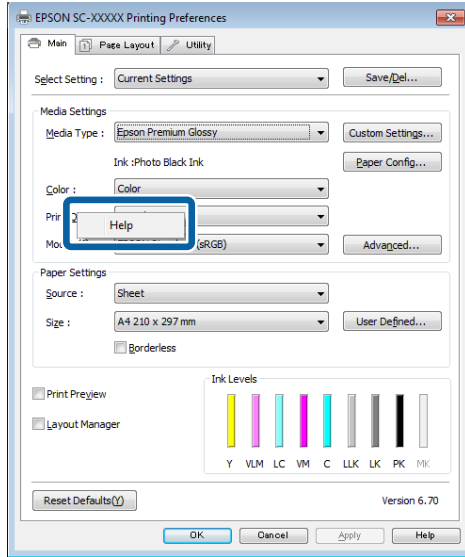 EPSON SC-XXXXX Printing Preferences
Main Page Layout Utility
Select Setting : Current Settings Save/Del...
Media Settings
Media Type : Epson Premium Glossy Custom Settings...
Ink :Photo Black Ink Paper Config...
Color : Color
Prin
Help
Mo (sRGB) Advanced...
Paper Settings
Source : Sheet
Size : A4 210 x 297 mm User Defined...
Borderless
Print Preview
Layout Manager
Ink Levels
Y VLM LC VM C LLK LK PK MK
Reset Defaults(Y) Version 6.70
OK Cancel Apply Help